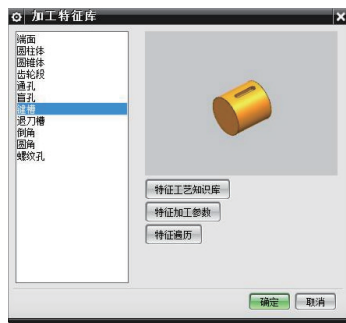 加工特征库
端面
圆柱体
圆锥体
齿轮段
通孔
盲孔
键槽
退刀槽
倒角
圆角
螺纹孔
特征工艺知识库
特征加工参数
特征遍历
确定
取消